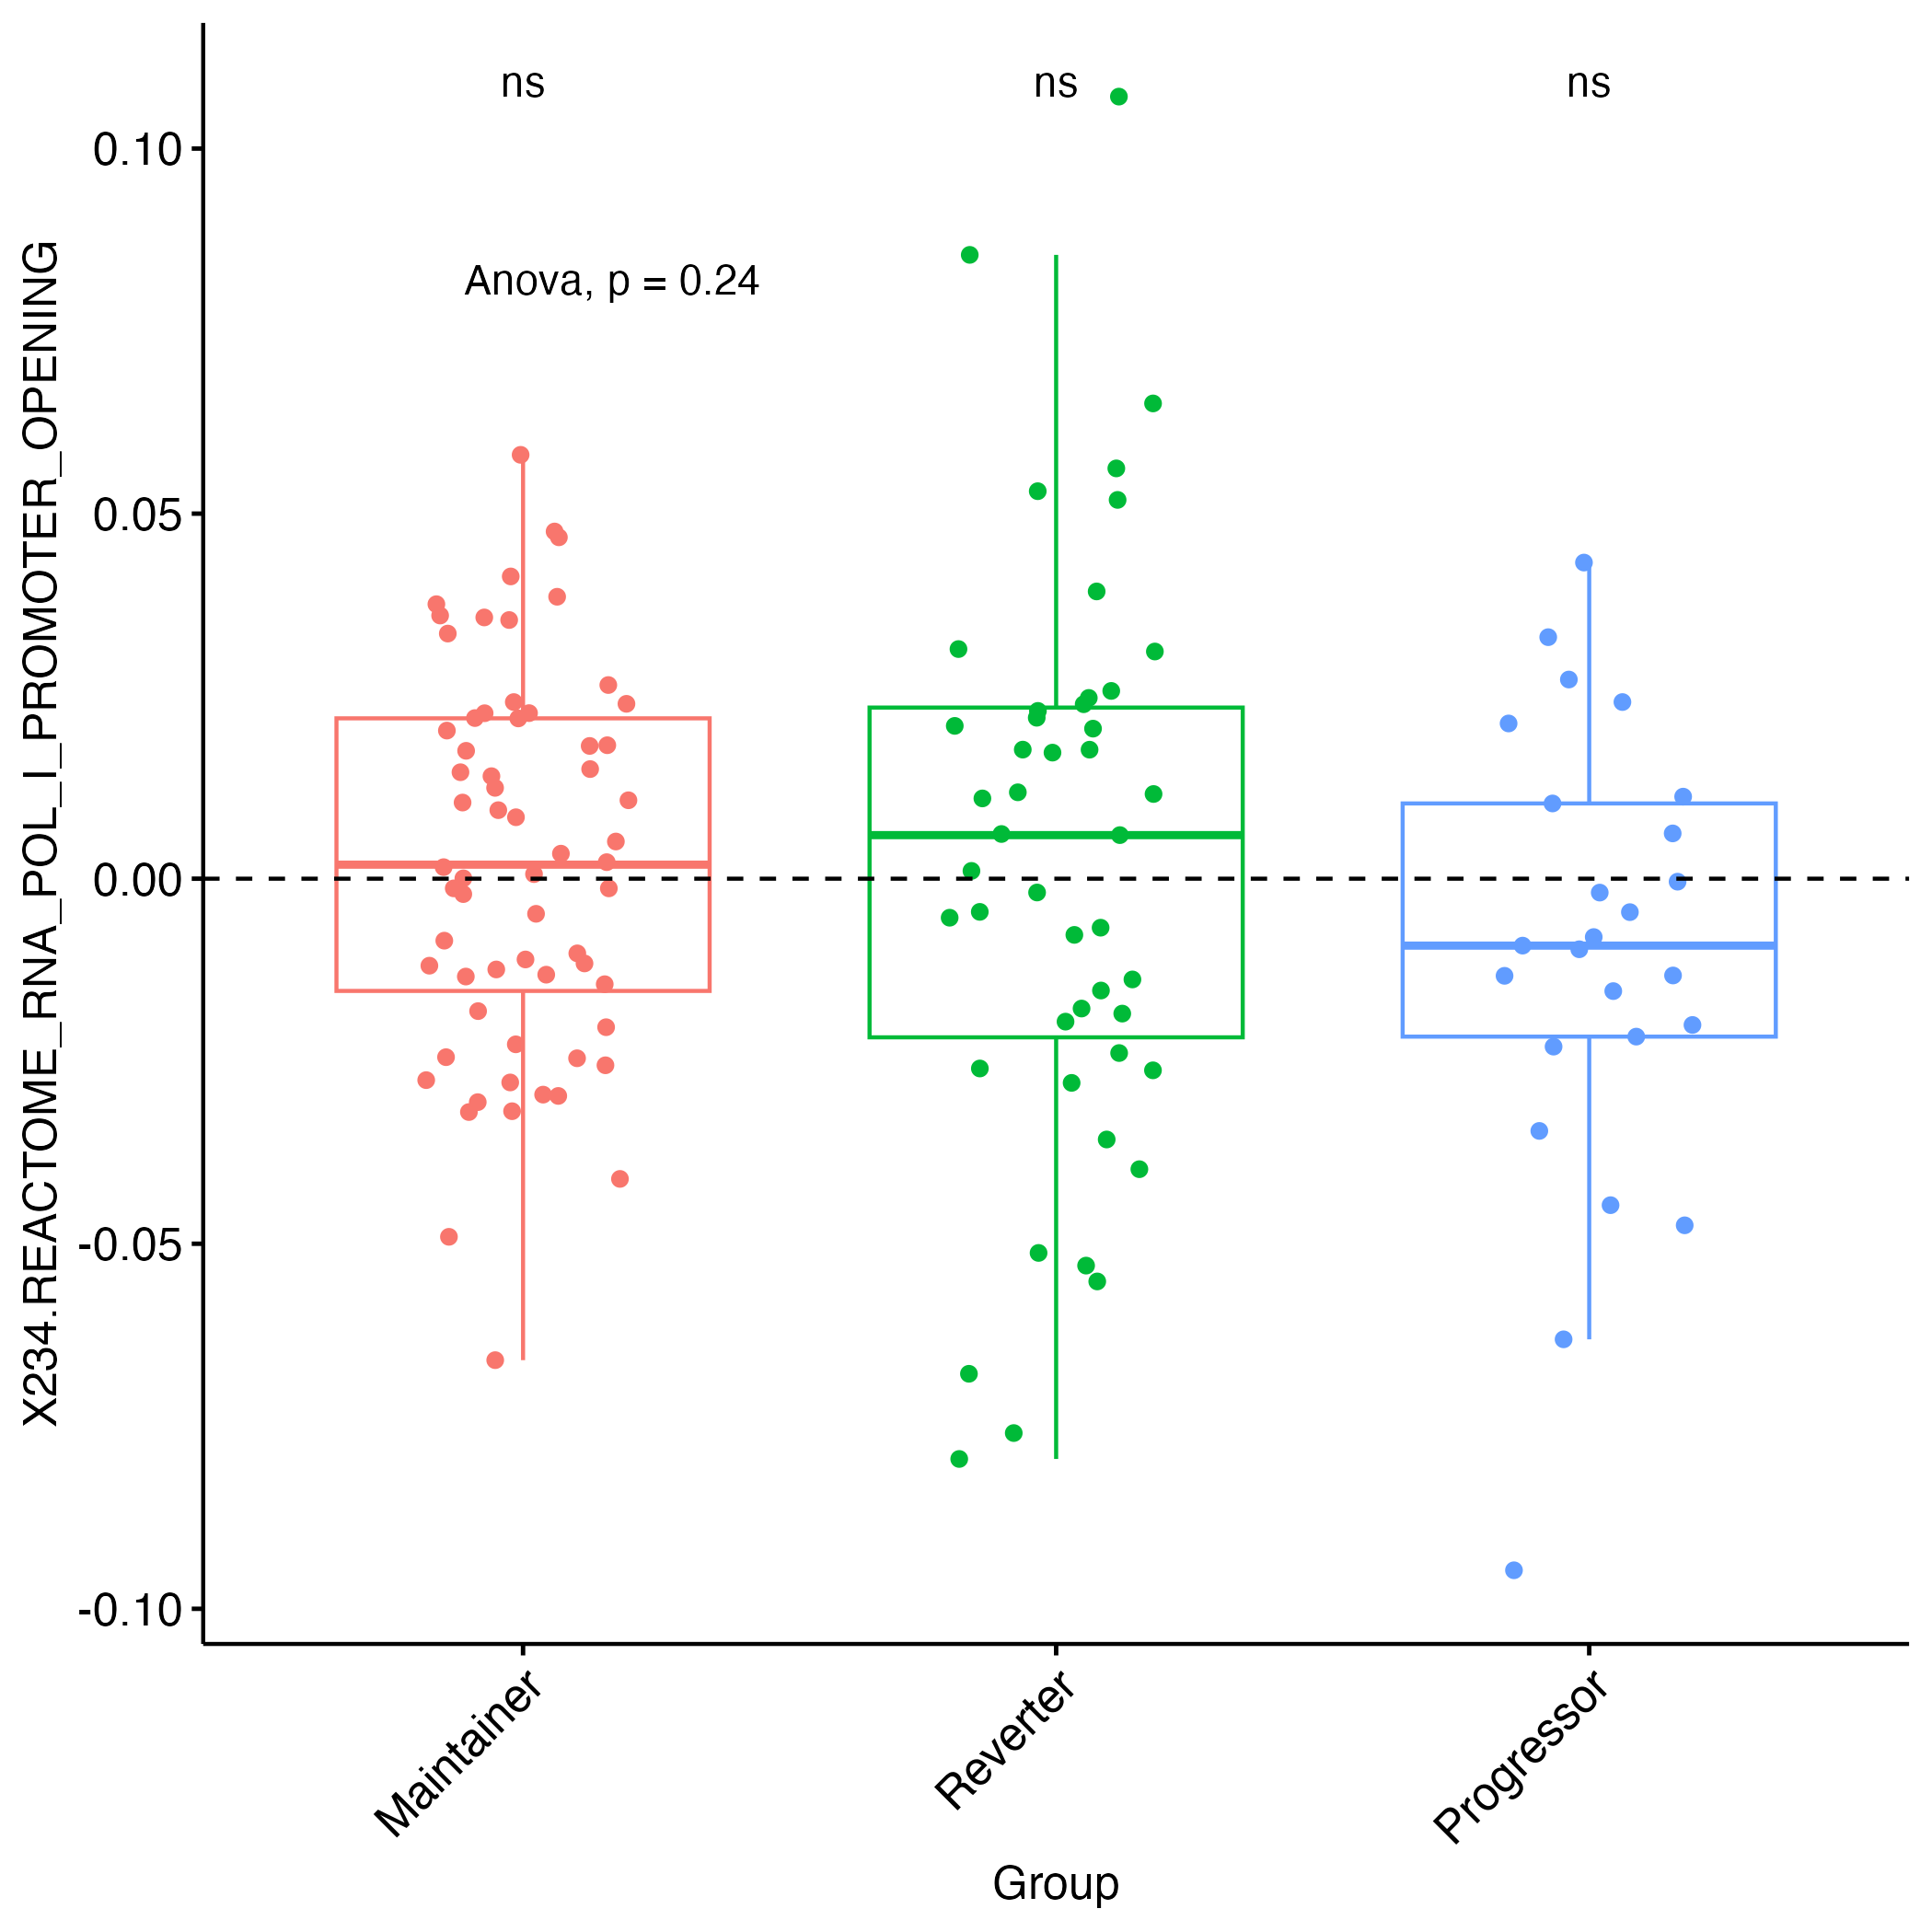 ns ns ns
Anova, p = 0.24
X234.REACTOME_RNA_POL_I_PROMOTER_OPENING
0.10
0.05
0.00
-0.05
-0.10
Maintainer
Reverter
Progressor
Group